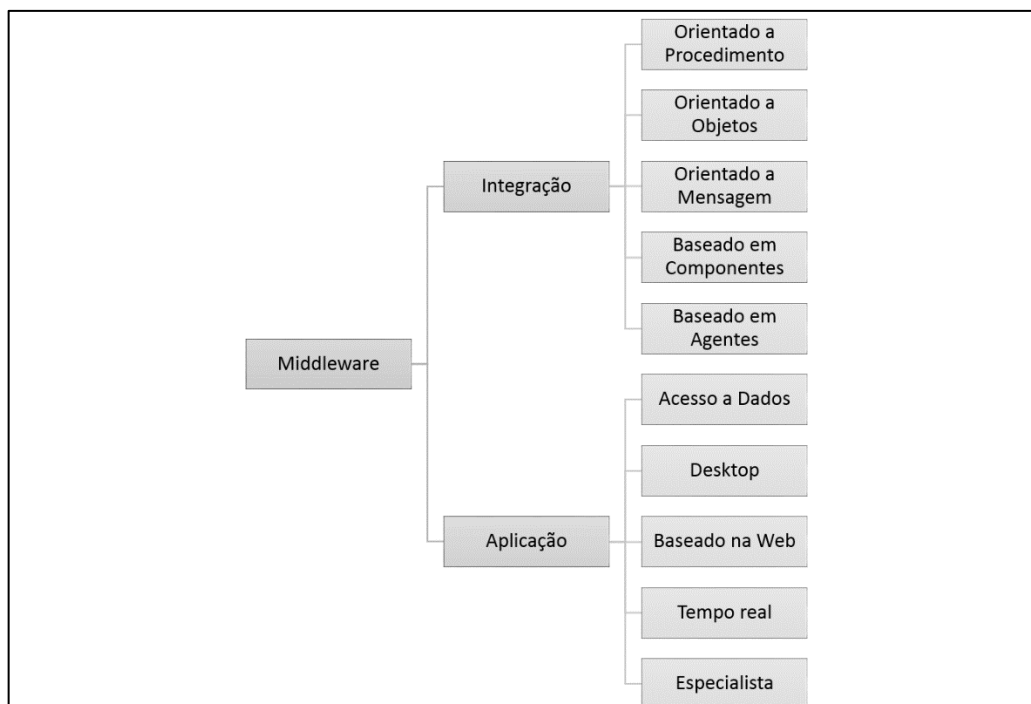 Orientado a
Procedimento
Orientado a
Objetos
Integração
Orientado a
Mensagem
Baseado em
Componentes
Baseado em
Agentes
Middleware
Acesso a Dados
Desktop
Aplicação
Baseado na Web
Tempo real
Especialista